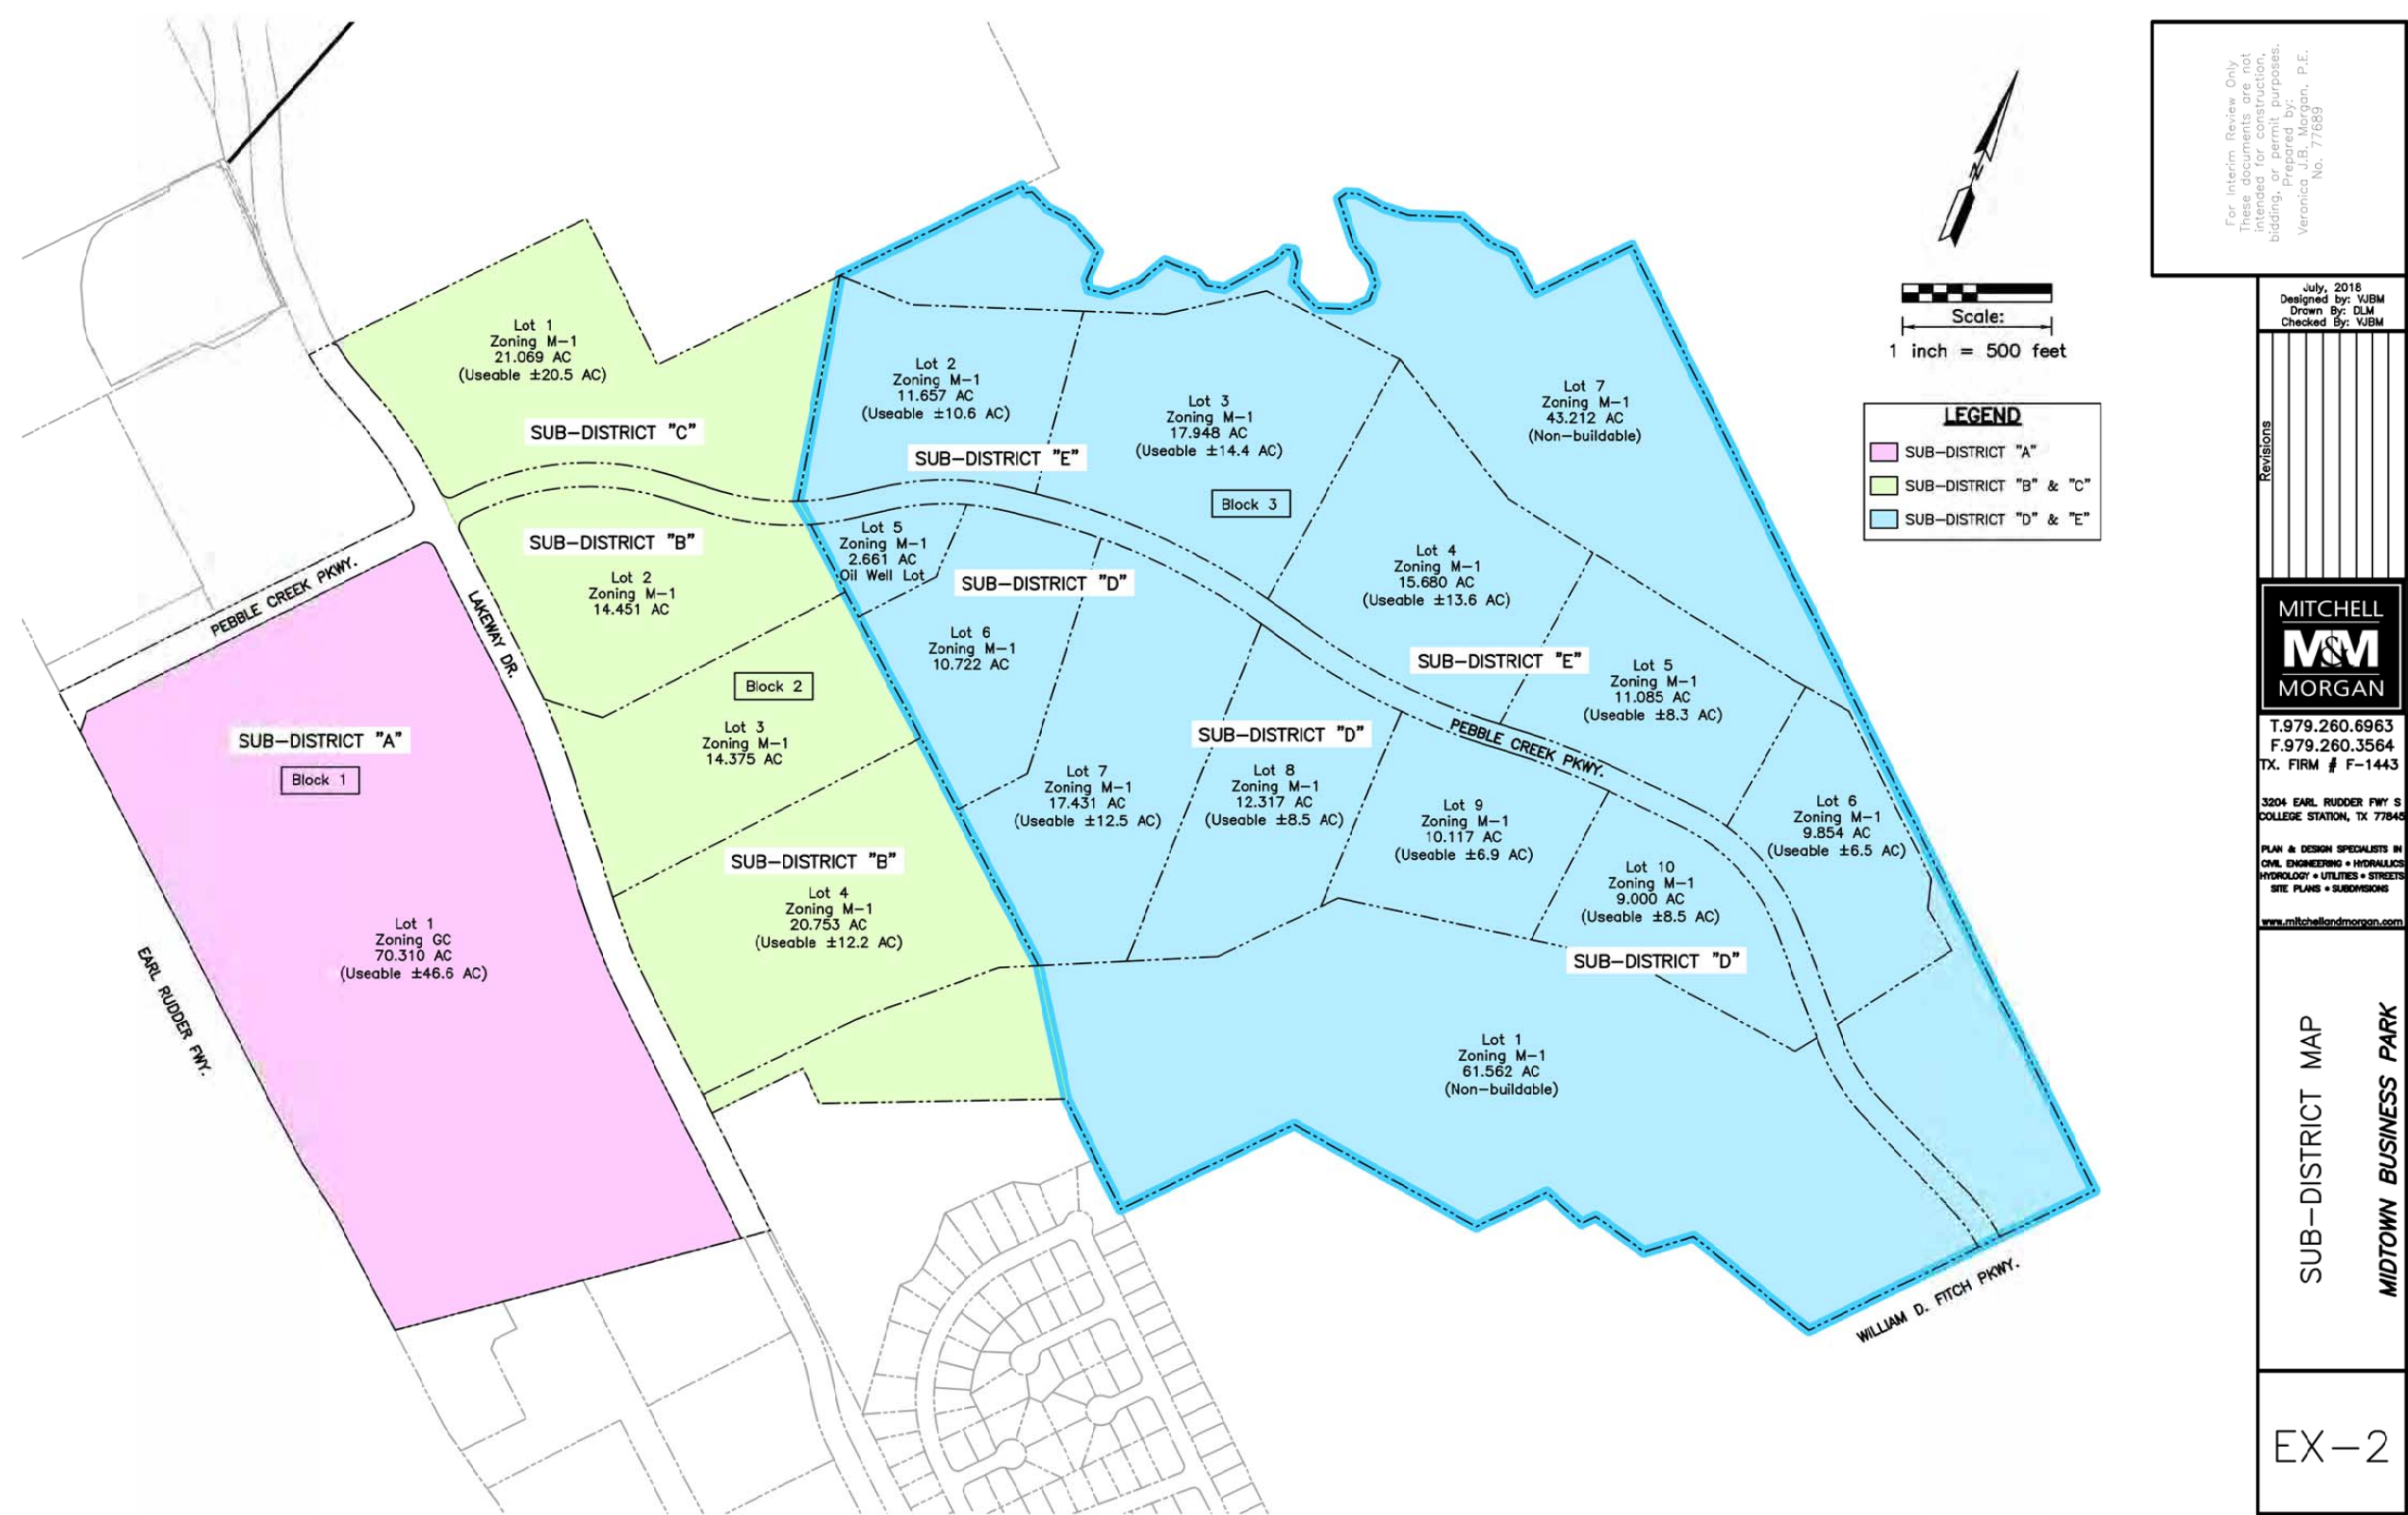 Lot 1
Zoning M-1
21.069 AC
(Useable ±20.5 AC)
SUB-DISTRICT "C"
SUB-DISTRICT "B"
Lot 2
Zoning M-1
14.451 AC
Block 2
Lot 3
Zoning M-1
14.375 AC
SUB-DISTRICT "B"
Lot 4
Zoning M-1
20.753 AC
(Useable ±12.2 AC)
PEBBLE CREEK PKWY.
LAKEWAY DR.
SUB-DISTRICT "A"
Block 1
Lot 1
Zoning GC
70.310 AC
(Useable ±46.6 AC)
EARL RUDDER FWY.
Lot 2
Zoning M-1
11.657 AC
(Useable ±10.6 AC)
SUB-DISTRICT "E"
Lot 3
Zoning M-1
17.948 AC
(Useable ±14.4 AC)
Block 3
Lot 7
Zoning M-1
43.212 AC
(Non-buildable)
Lot 5
Zoning M-1
2.661 AC
Oil Well Lot
SUB-DISTRICT "D"
Lot 6
Zoning M-1
10.722 AC
Lot 4
Zoning M-1
15.680 AC
(Useable ±13.6 AC)
SUB-DISTRICT "E"
Lot 5
Zoning M-1
11.085 AC
(Useable ±8.3 AC)
SUB-DISTRICT "D"
PEBBLE CREEK PKWY.
Lot 7
Zoning M-1
17.431 AC
(Useable ±12.5 AC)
Lot 8
Zoning M-1
12.317 AC
(Useable ±8.5 AC)
Lot 9
Zoning M-1
10.117 AC
(Useable ±6.9 AC)
Lot 6
Zoning M-1
9.854 AC
(Useable ±6.5 AC)
Lot 10
Zoning M-1
9.000 AC
(Useable ±8.5 AC)
SUB-DISTRICT "D"
Lot 1
Zoning M-1
61.562 AC
(Non-buildable)
WILLIAM D. FITCH PKWY.
N
Scale:
1 inch = 500 feet
LEGEND
SUB-DISTRICT "A"
SUB-DISTRICT "B" & "C"
SUB-DISTRICT "D" & "E"
For Interim Review Only
These documents are not
intended for construction,
bidding, or permit purposes.
Prepared by:
Veronica J.B. Morgan, P.E.
No. 77689
July, 2018
Designed by: VJBM
Drawn By: DLM
Checked By: VJBM
Revisions
MITCHELL
M&M
MORGAN
T.979.260.6963
F.979.260.3564
TX. FIRM # F-1443
3204 EARL RUDDER FWY S
COLLEGE STATION, TX 77845
PLAN & DESIGN SPECIALISTS IN
CIVIL ENGINEERING • HYDRAULICS
HYDROLOGY • UTILITIES • STREETS
SITE PLANS • SUBDIVISIONS
www.mitchellandmorgan.com
SUB-DISTRICT MAP
MIDTOWN BUSINESS PARK
EX-2